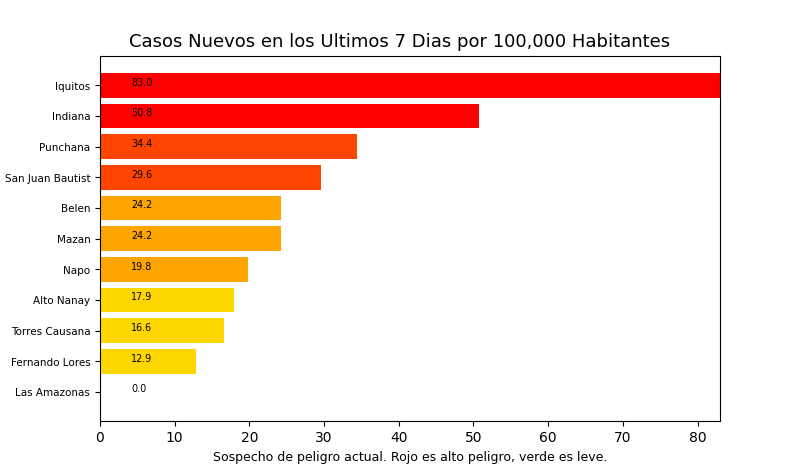 Casos Nuevos en los Ultimos 7 Dias por 100,000 Habitantes
Iquitos 83.0
Indiana 50.8
Punchana 34.4
San Juan Bautist 29.6
Belen 24.2
Mazan 24.2
Napo 19.8
Alto Nanay 17.9
Torres Causana 16.6
Fernando Lores 12.9
Las Amazonas 0.0
0 10 20 30 40 50 60 70 80
Sospecho de peligro actual. Rojo es alto peligro, verde es leve.